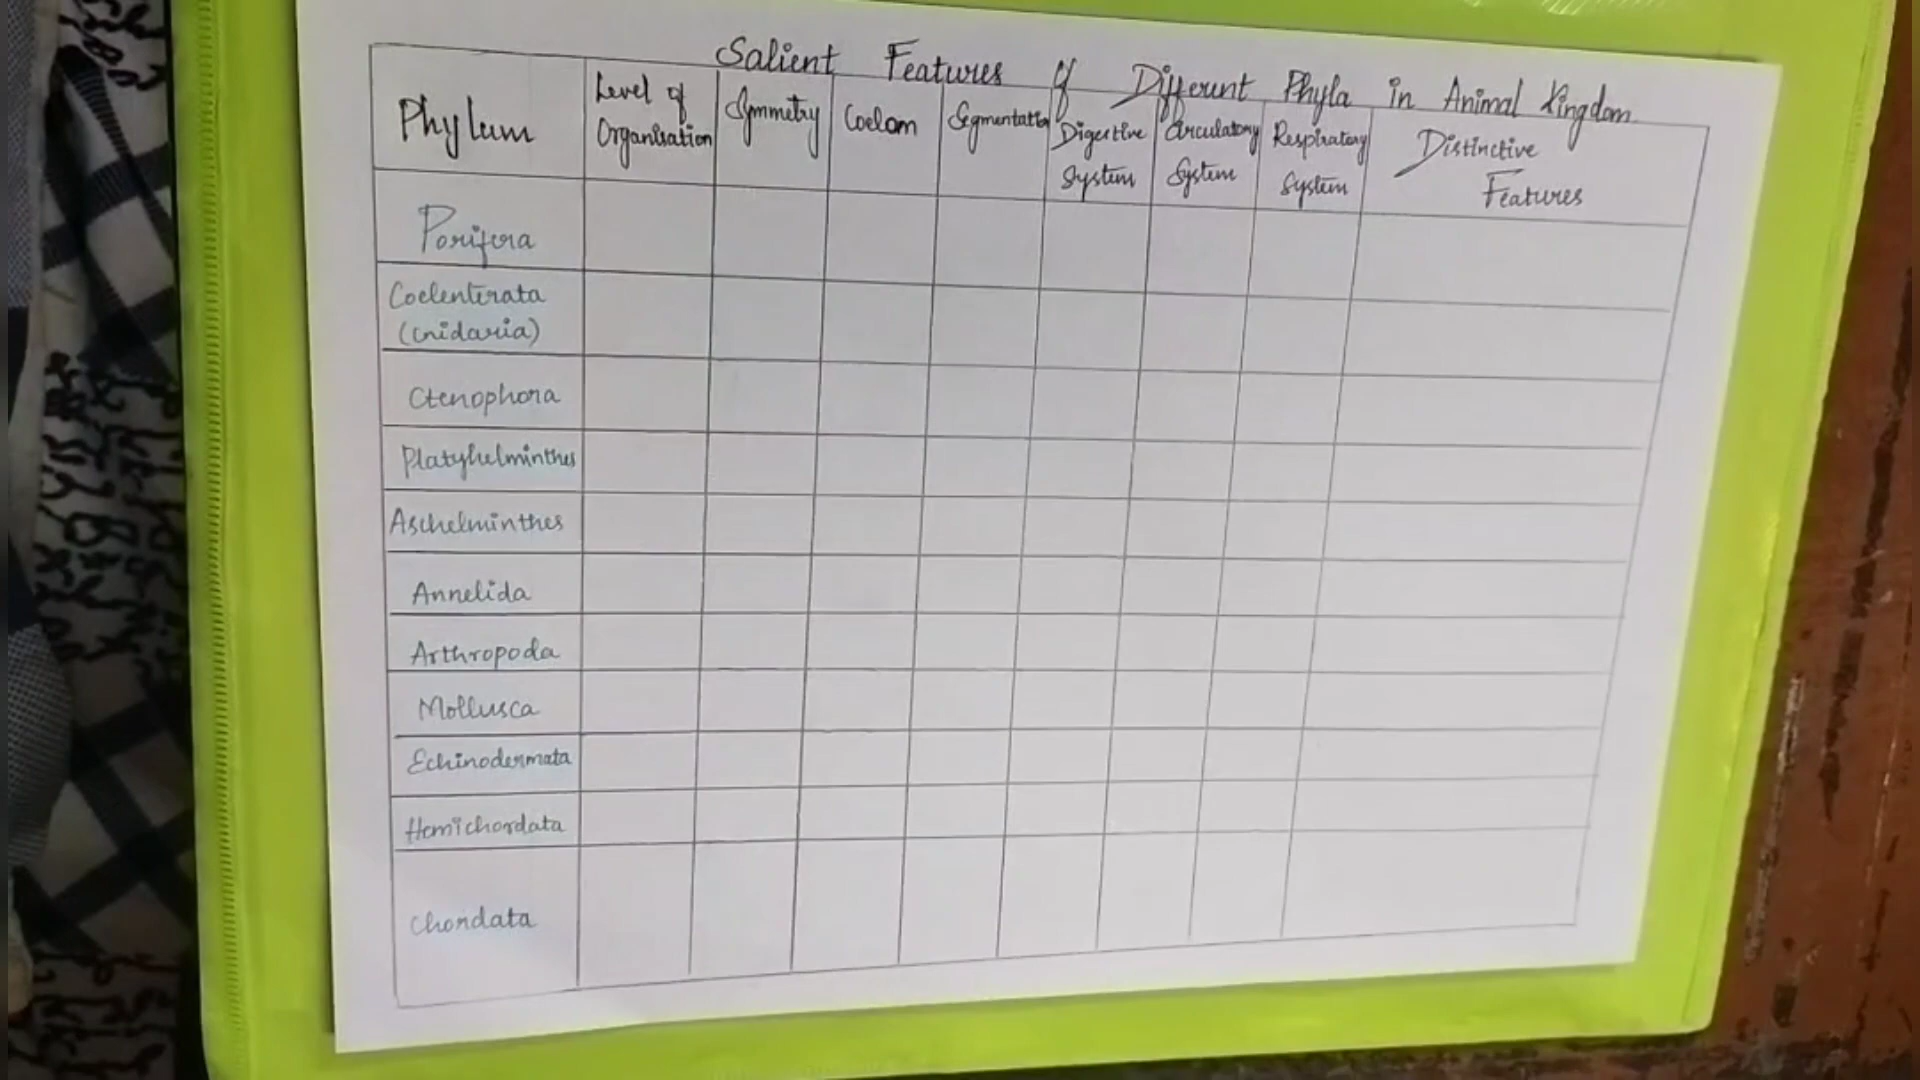 Salient Features of Different Phyla in Animal Kingdom
Phylum
Level of
Organisation
Symmetry
Coelom
Segmentation
Digestive
System
Circulatory
System
Respiratory
System
Distinctive
Features
Porifera
Coelenterata
(Cnidaria)
Ctenophora
Platyhelminthes
Aschelminthes
Annelida
Arthropoda
Mollusca
Echinodermata
Hemichordata
Chordata